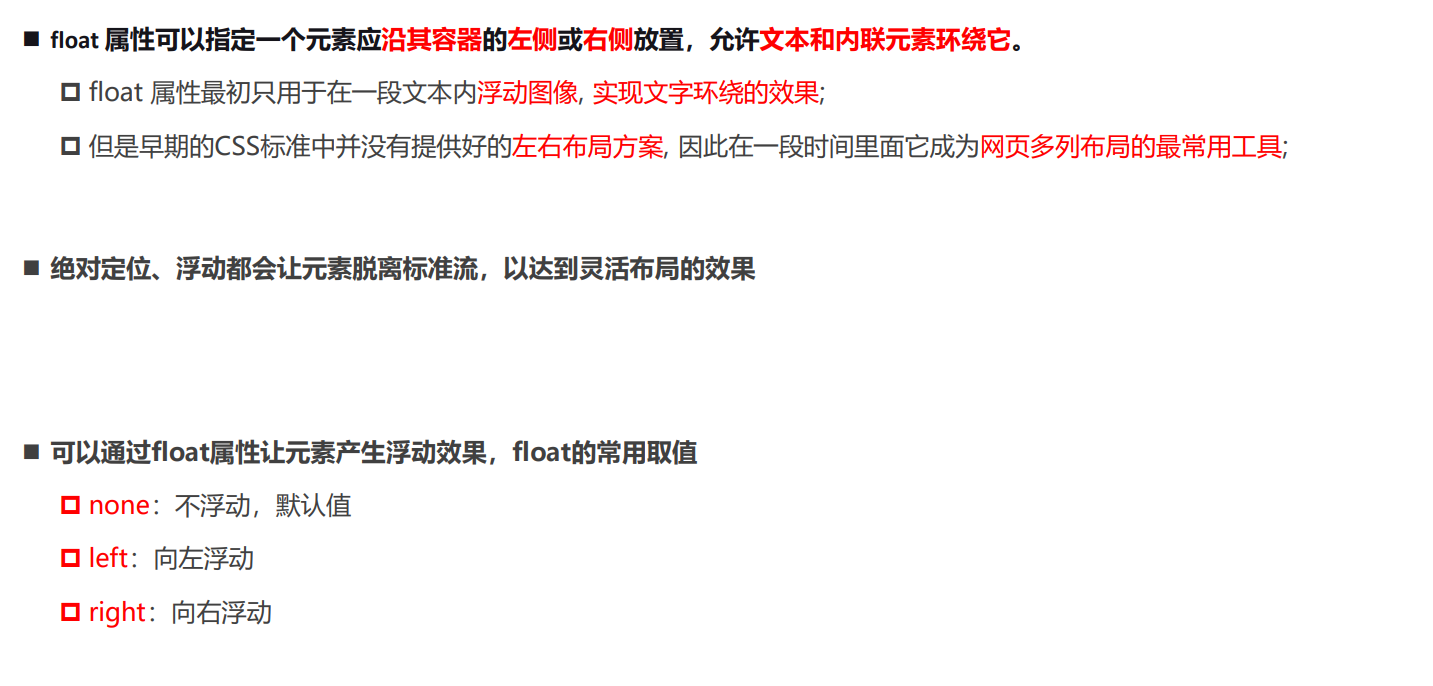 ■ float 属性可以指定一个元素应沿其容器的左侧或右侧放置，允许文本和内联元素环绕它。
float 属性最初只用于在一段文本内浮动图像, 实现文字环绕的效果;
但是早期的CSS标准中并没有提供好的左右布局方案, 因此在一段时间里面它成为网页多列布局的最常用工具;
■ 绝对定位、浮动都会让元素脱离标准流，以达到灵活布局的效果
■ 可以通过float属性让元素产生浮动效果，float的常用取值
none：不浮动，默认值
left：向左浮动
right：向右浮动